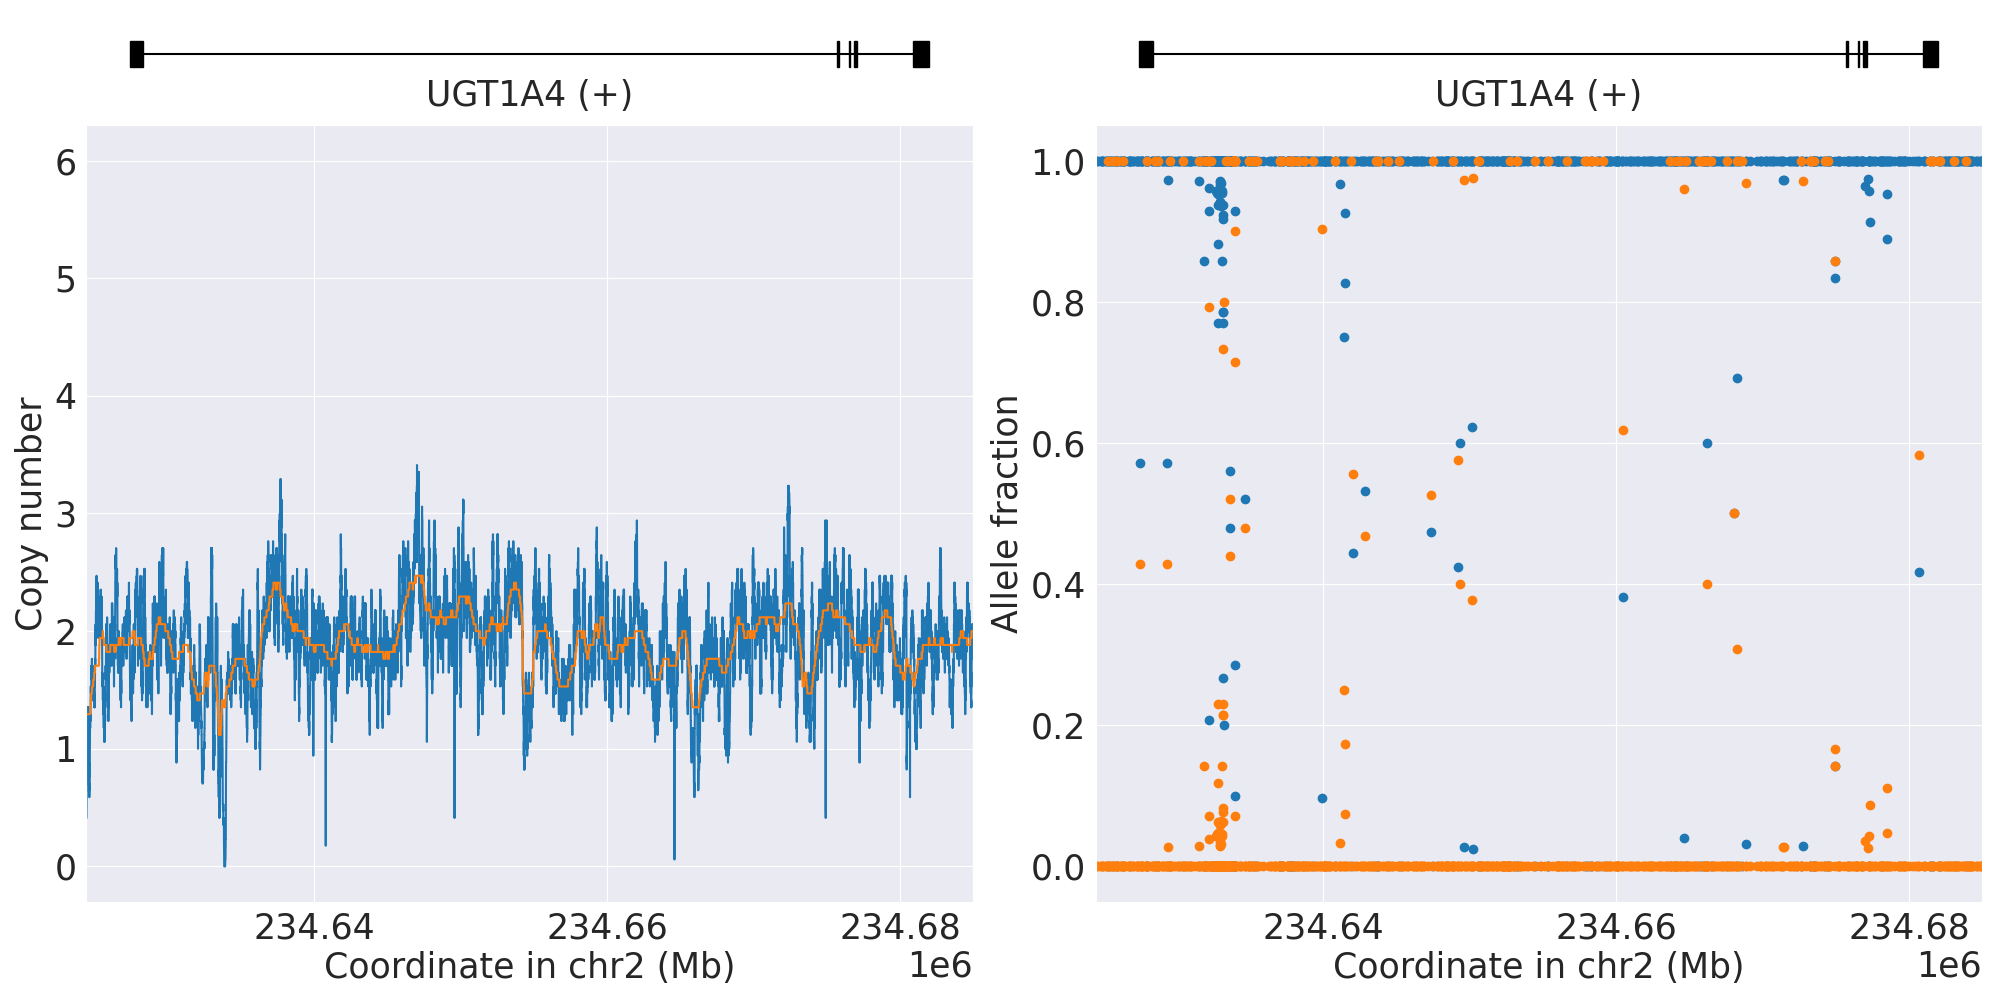 UGT1A4 (+)
Copy number
6
5
4
3
2
1
0
234.64
234.66
234.68
Coordinate in chr2 (Mb)
1e6
UGT1A4 (+)
Allele fraction
1.0
0.8
0.6
0.4
0.2
0.0
234.64
234.66
234.68
Coordinate in chr2 (Mb)
1e6